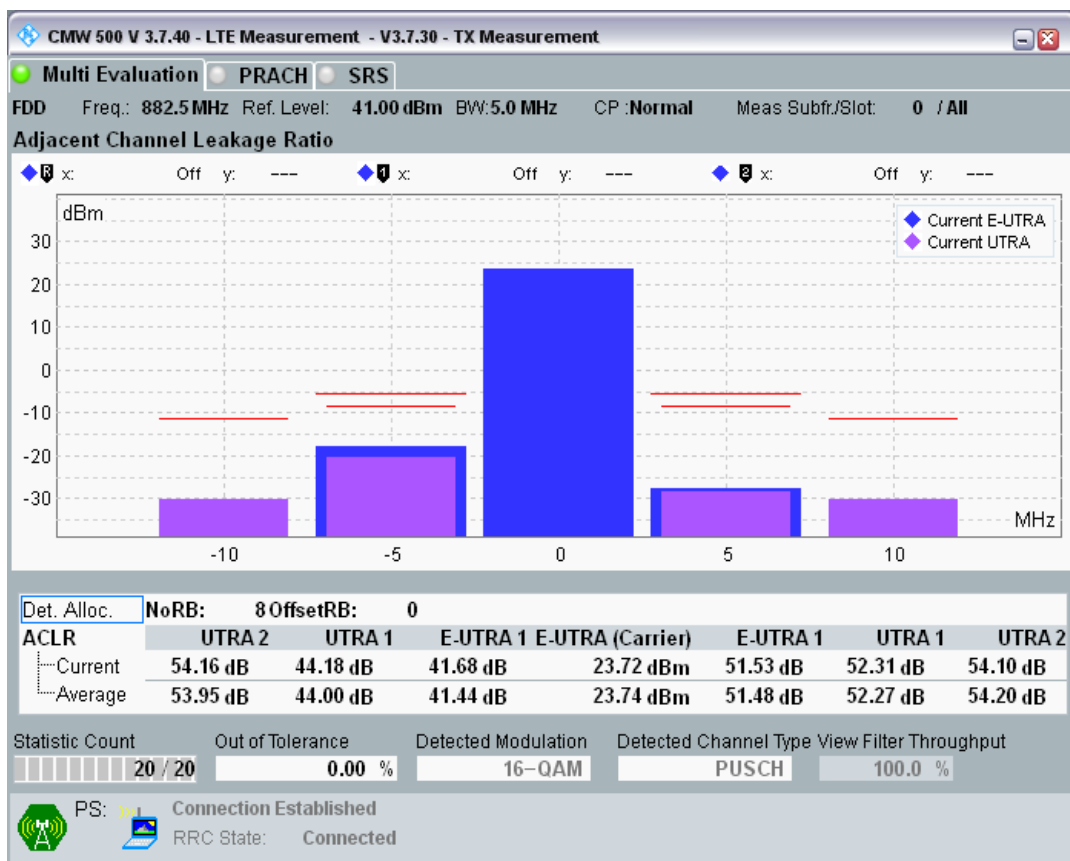 CMW 500 V 3.7.40 - LTE Measurement - V3.7.30 - TX Measurement
Multi Evaluation PRACH SRS
FDD Freq.: 882.5 MHz Ref. Level: 41.00 dBm BW:5.0 MHz CP :Normal Meas Subfr./Slot: 0 / All
Adjacent Channel Leakage Ratio
R x: Off y: --- 1 x: Off y: --- 2 x: Off y: ---
dBm
Current E-UTRA
Current UTRA
30
20
10
0
-10
-20
-30
MHz
-10 -5 0 5 10
Det. Alloc. NoRB: 8 OffsetRB: 0
ACLR UTRA 2 UTRA 1 E-UTRA 1 E-UTRA (Carrier) E-UTRA 1 UTRA 1 UTRA 2
Current 54.16 dB 44.18 dB 41.68 dB 23.72 dBm 51.53 dB 52.31 dB 54.10 dB
Average 53.95 dB 44.00 dB 41.44 dB 23.74 dBm 51.48 dB 52.27 dB 54.20 dB
Statistic Count Out of Tolerance Detected Modulation Detected Channel Type View Filter Throughput
20 / 20 0.00 % 16-QAM PUSCH 100.0 %
PS: Connection Established
RRC State: Connected